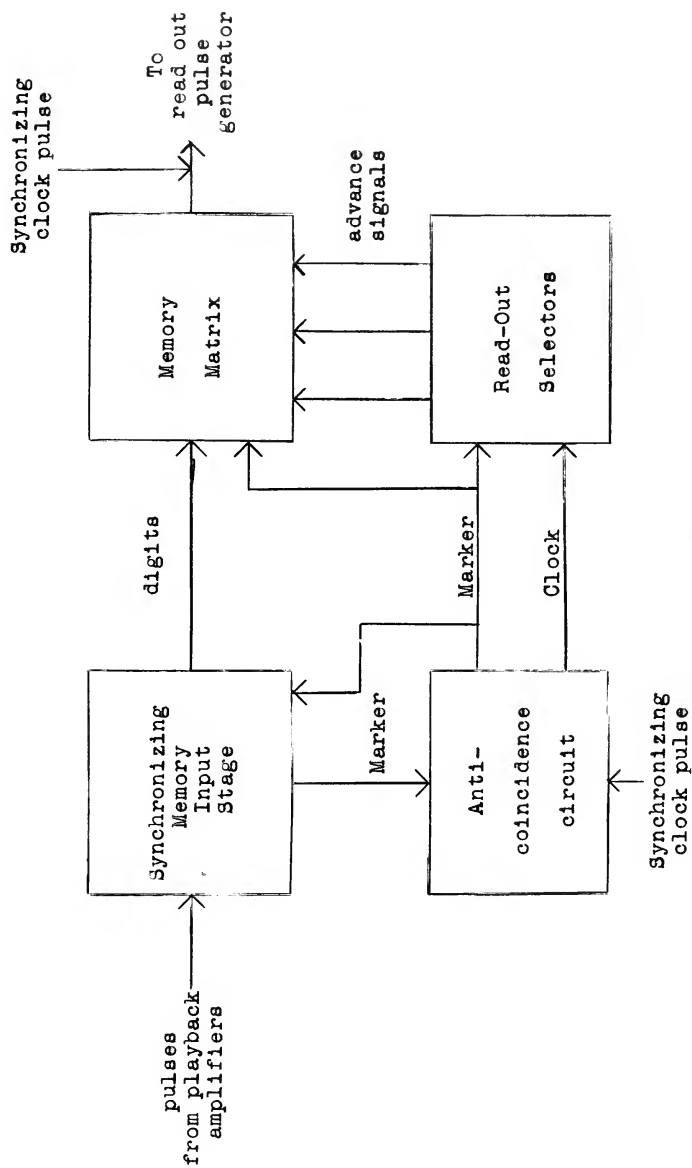 pulses
from playback
amplifiers
Synchronizing
Memory
Input
Stage
digits
Memory
Matrix
Synchronizing
clock pulse
To
read out
pulse
generator
Marker
Marker
advance
signals
Anti-
coincidence
circuit
Clock
Read-Out
Selectors
Synchronizing
clock pulse